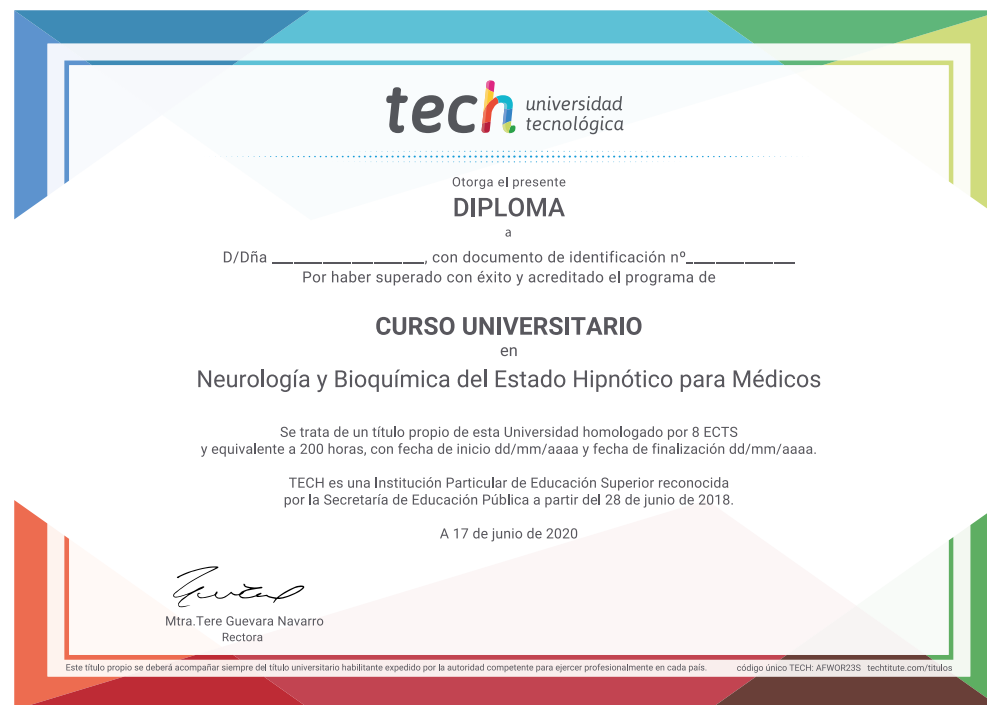 tech universidad
tecnológica
Otorga el presente
DIPLOMA
a
D/Dña ____________________, con documento de identificación nº______________
Por haber superado con éxito y acreditado el programa de
CURSO UNIVERSITARIO
en
Neurología y Bioquímica del Estado Hipnótico para Médicos
Se trata de un título propio de esta Universidad homologado por 8 ECTS
y equivalente a 200 horas, con fecha de inicio dd/mm/aaaa y fecha de finalización dd/mm/aaaa.
TECH es una Institución Particular de Educación Superior reconocida
por la Secretaría de Educación Pública a partir del 28 de junio de 2018.
A 17 de junio de 2020
Mtra.Tere Guevara Navarro
Rectora
Este título propio se deberá acompañar siempre del título universitario habilitante expedido por la autoridad competente para ejercer profesionalmente en cada país. código único TECH: AFWOR23S techtitute.com/titulos